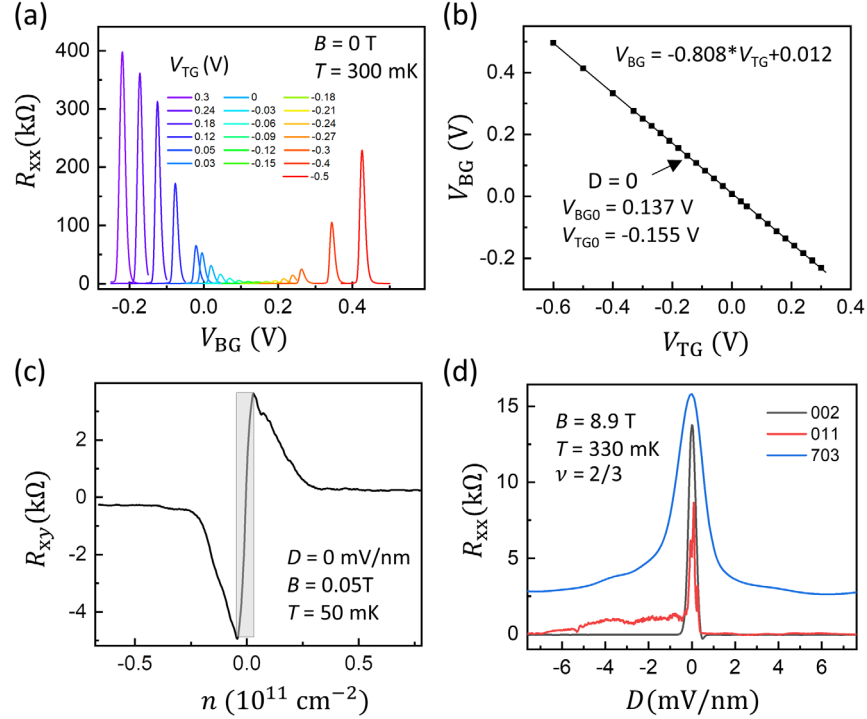 (a)
B = 0 T
T = 300 mK
V_TG (V)
0.3 0 -0.18
0.24 -0.03 -0.21
0.18 -0.06 -0.24
0.12 -0.09 -0.27
0.05 -0.12 -0.3
0.03 -0.15 -0.4
-0.5
R_xx (kΩ)
400
300
200
100
0
-0.2 0.0 0.2 0.4
V_BG (V)
(b)
V_BG = -0.808*V_TG+0.012
D = 0
V_BG0 = 0.137 V
V_TG0 = -0.155 V
V_BG (V)
0.4
0.2
0.0
-0.2
-0.6 -0.4 -0.2 0.0 0.2 0.4
V_TG (V)
(c)
R_xy (kΩ)
2
0
-2
-4
D = 0 mV/nm
B = 0.05T
T = 50 mK
-0.5 0.0 0.5
n (10¹¹ cm⁻²)
(d)
B = 8.9 T
T = 330 mK
ν = 2/3
002
011
703
R_xx (kΩ)
15
10
5
0
-6 -4 -2 0 2 4 6
D(mV/nm)